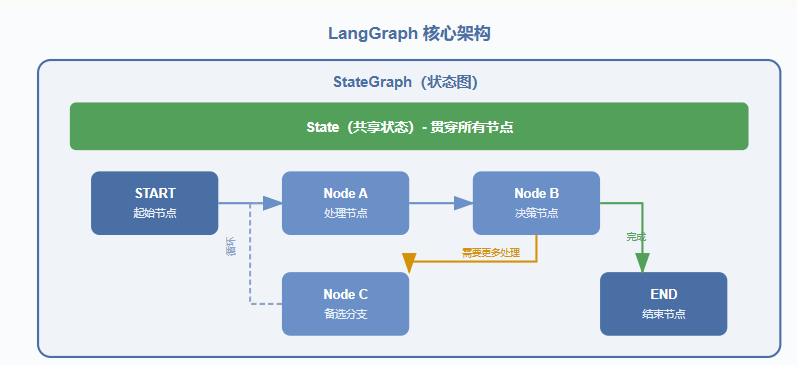 LangGraph 核心架构
StateGraph（状态图）
State（共享状态）- 贯穿所有节点
START
起始节点
Node A
处理节点
Node B
决策节点
循环
需要更多处理
完成
Node C
备选分支
END
结束节点